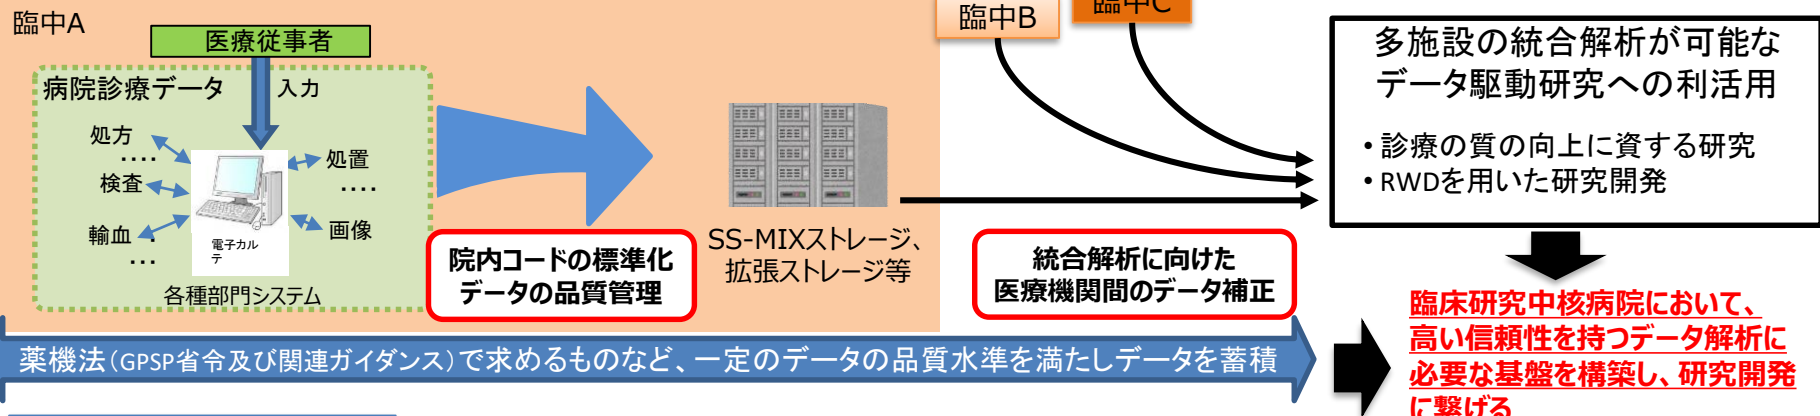 臨中A
医療従事者
病院診療データ
入力
処方
‥‥
検査
輸血
‥
…
処置
‥‥
画像
電子カル
テ
各種部門システム
院内コードの標準化
データの品質管理
SS-MIXストレージ、
拡張ストレージ等
臨中B
臨中C
統合解析に向けた
医療機関間のデータ補正
多施設の統合解析が可能な
データ駆動研究への利活用
• 診療の質の向上に資する研究
• RWDを用いた研究開発
薬機法(GPSP省令及び関連ガイダンス)で求めるものなど、一定のデータの品質水準を満たしデータを蓄積
臨床研究中核病院において、
高い信頼性を持つデータ解析に
必要な基盤を構築し、研究開発
に繋げる